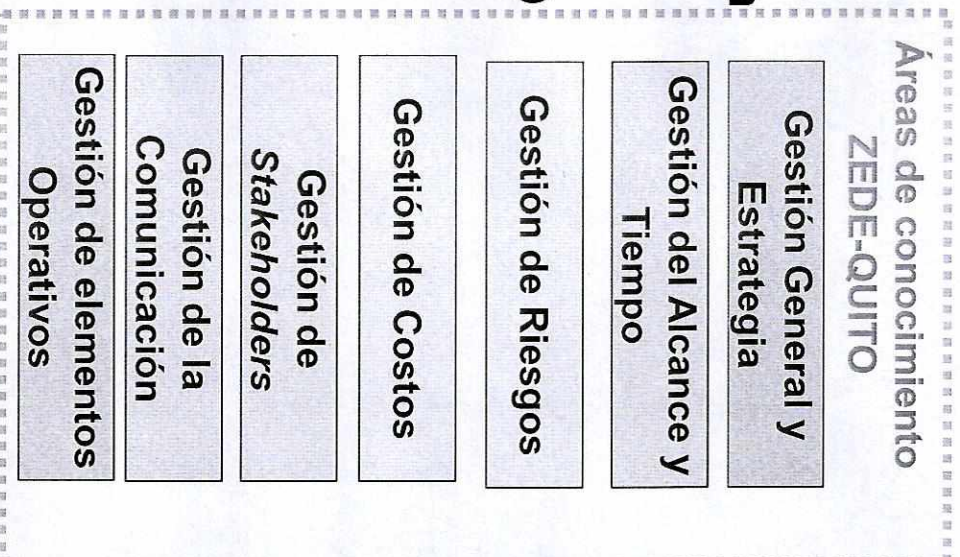 Áreas de conocimiento
ZEDE-QUITO
Gestión General y
Estrategia
Gestión del Alcance y
Tiempo
Gestión de Riesgos
Gestión de Costos
Gestión de
Stakeholders
Gestión de la
Comunicación
Gestión de elementos
Operativos